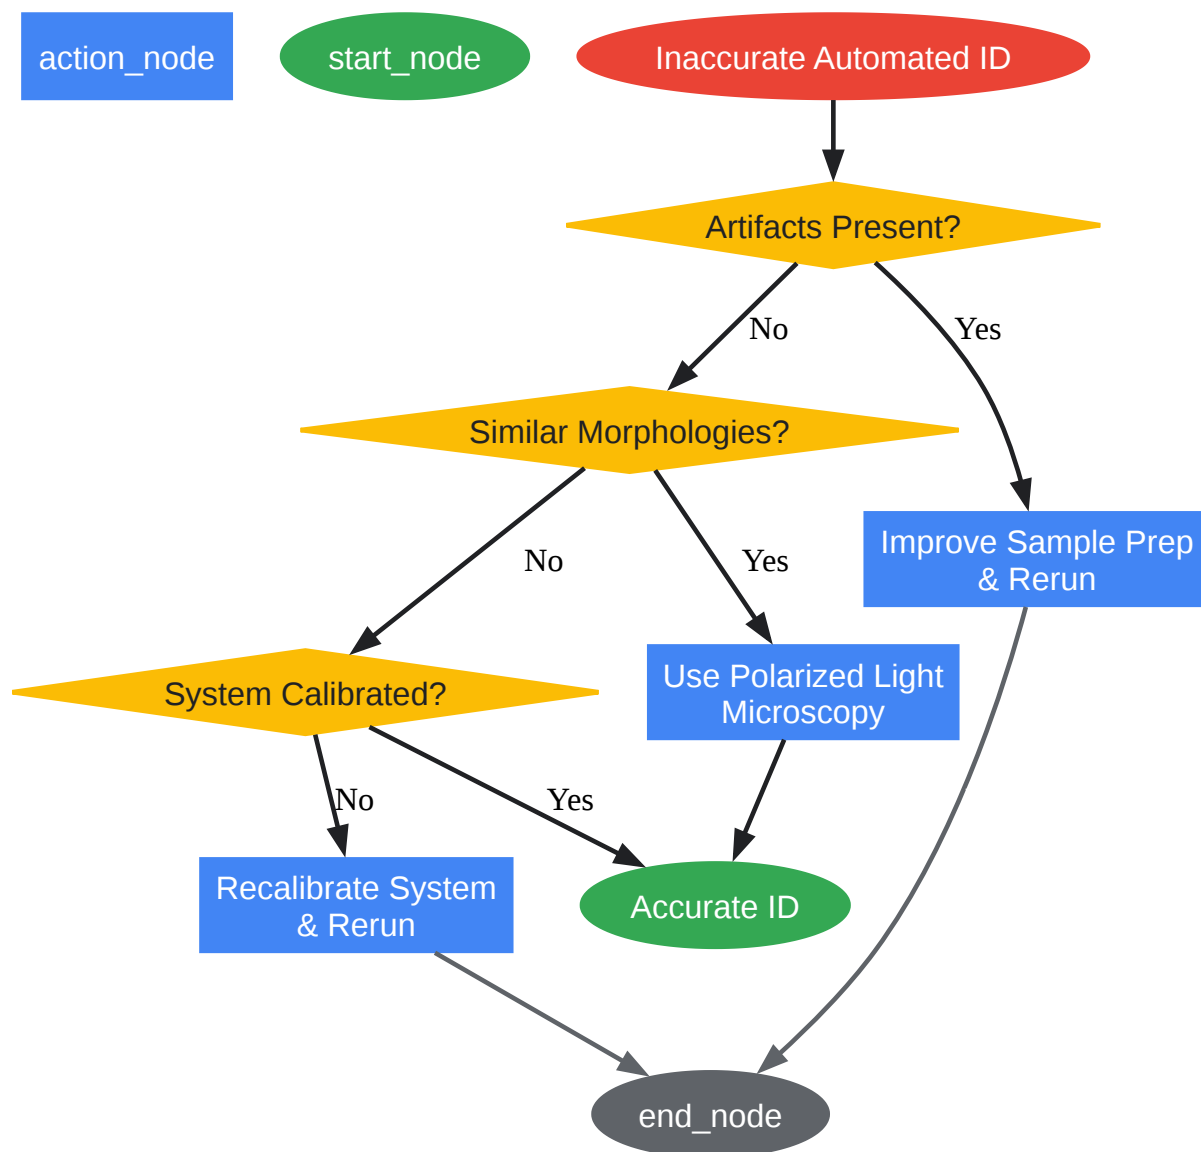 action_node
start_node
Inaccurate Automated ID
Artifacts Present?
No
Yes
Similar Morphologies?
No
Yes
Improve Sample Prep
& Rerun
System Calibrated?
Use Polarized Light
Microscopy
No
Yes
Recalibrate System
& Rerun
Accurate ID
end_node